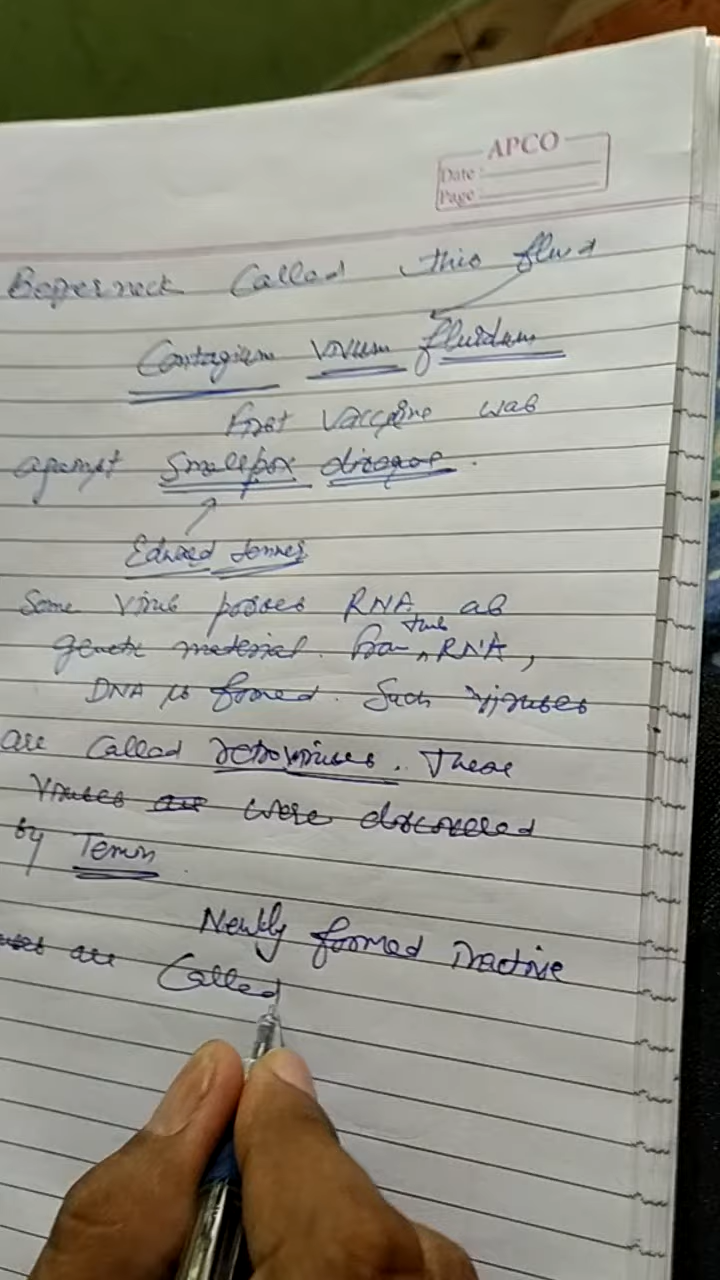 APCO
Date :
Page :
called this fluid
Contagium vivum fluidum
First vaccine was
against Smallpox disease.
Edward Jenner
Some virus posses RNA as
genetic material. From this RNA,
DNA is formed. Such viruses
are called retroviruses. These
Viruses are were discovered
by Temin
Newly formed inactive
are Called